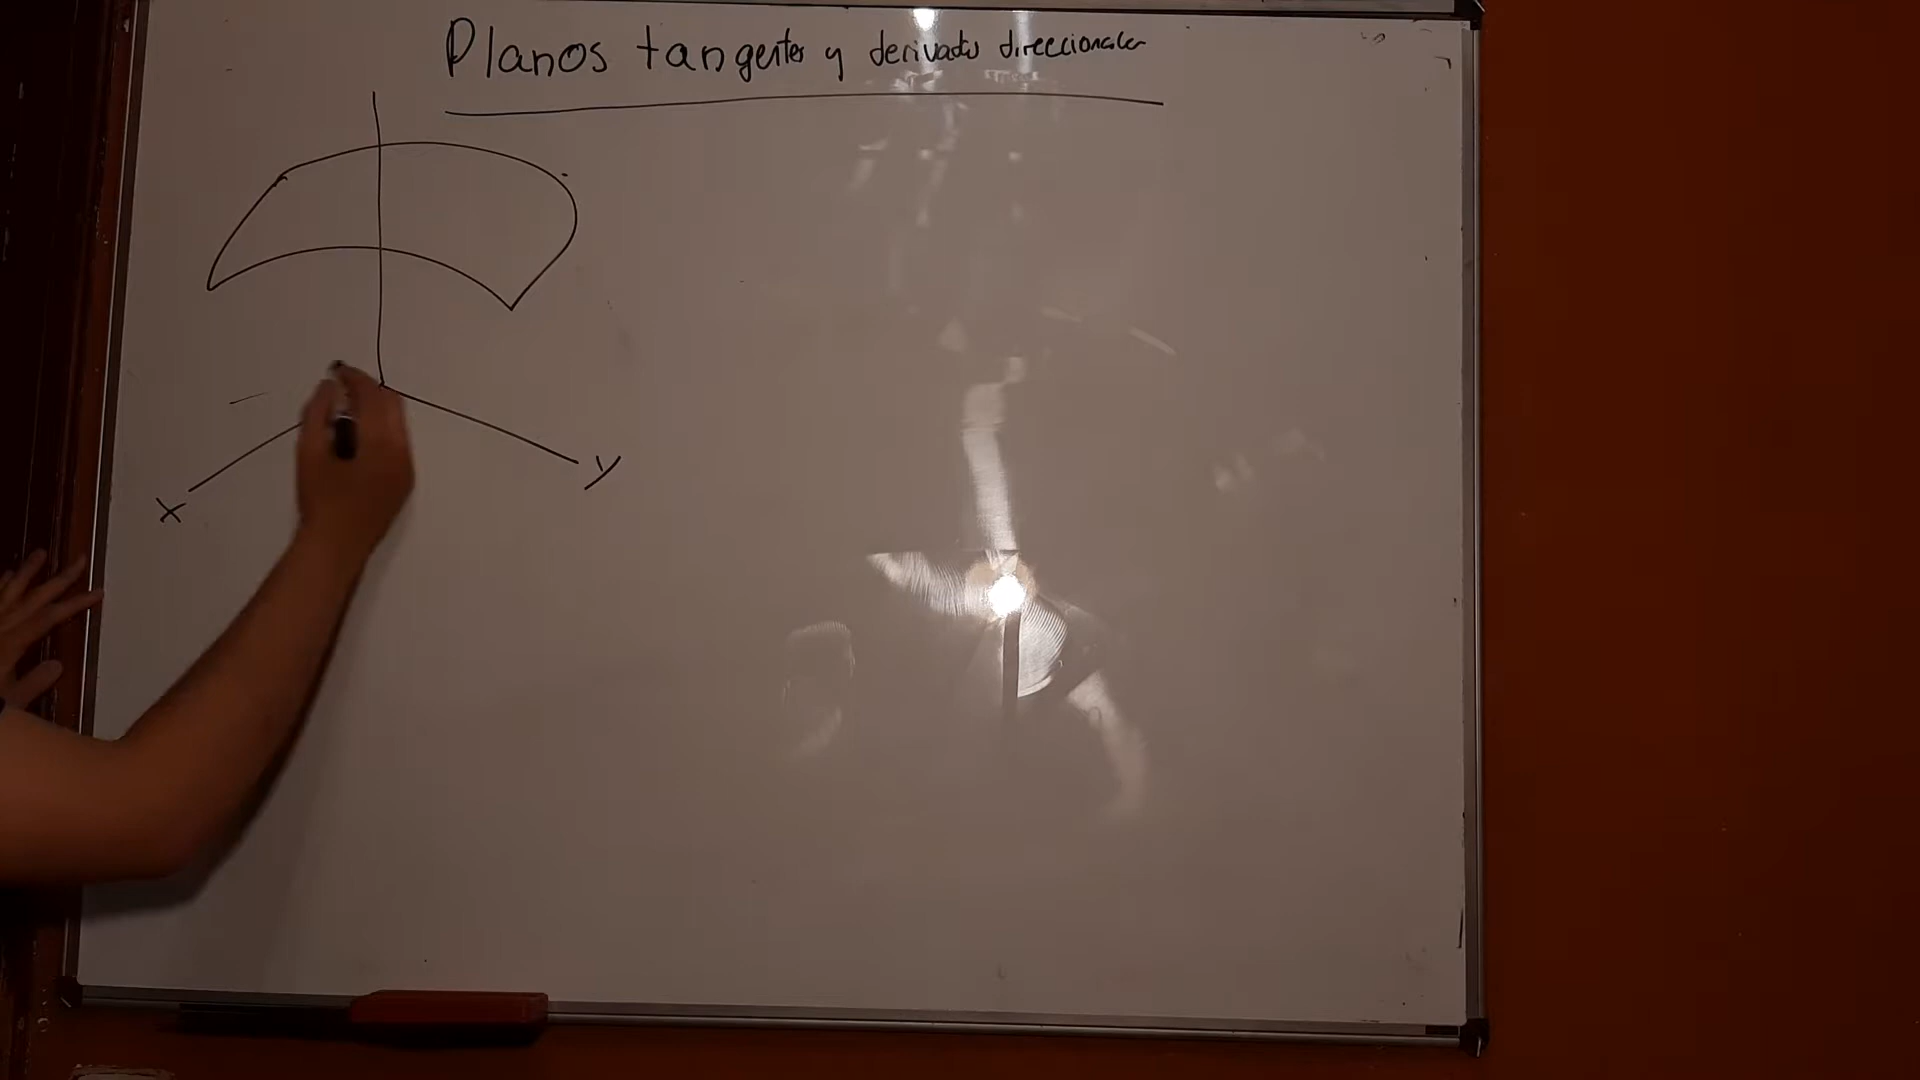 Planos tangentes y derivadas direccionales
y
x